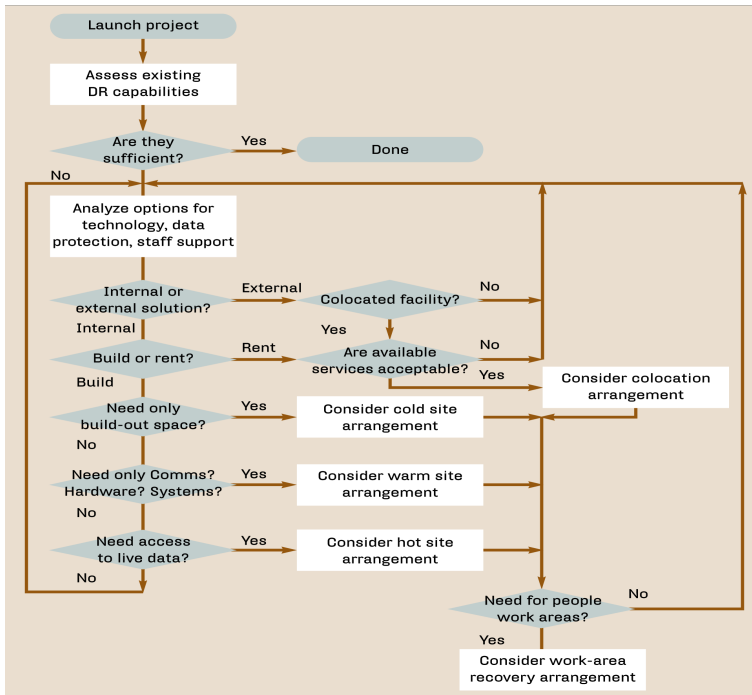 Launch project
Assess existing
DR capabilities
Are they
sufficient?
Yes
Done
No
Analyze options for
technology, data
protection, staff support
Internal or
external solution?
External
Colocated facility?
No
Internal
Yes
Build or rent?
Rent
Are available
services acceptable?
No
Build
Yes
Consider colocation
arrangement
Need only
build-out space?
Yes
Consider cold site
arrangement
No
Need only Comms?
Hardware? Systems?
Yes
Consider warm site
arrangement
No
Need access
to live data?
Yes
Consider hot site
arrangement
No
Need for people
work areas?
No
Yes
Consider work-area
recovery arrangement